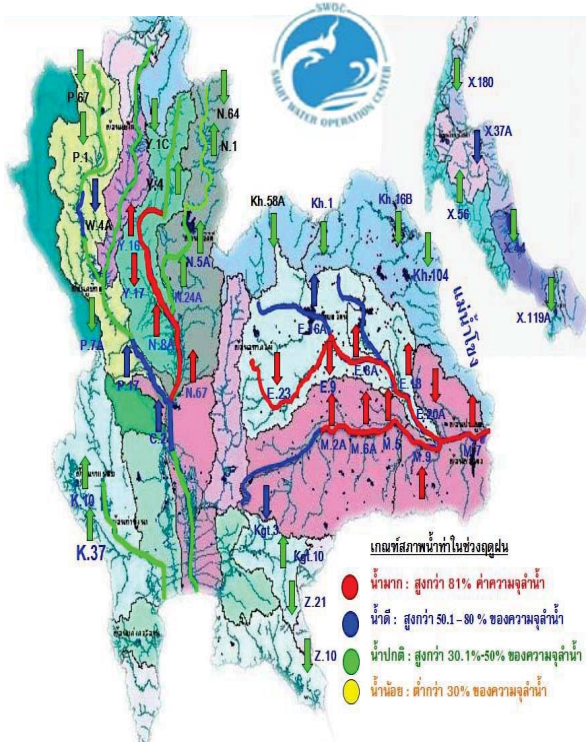 SWOC
SMART WATER OPERATION CENTER
P.67
P.1
W.4A
Y.1C
Y.4
N.64
N.1
Y.16
Y.17
N.5A
N.24A
N.8A
P.7A
P.17
N.67
C.2
K.10
K.37
Kh.58A
Kh.1
Kh.16B
Kh.104
แม่น้ำโขง
E.16A
E.23
E.9
E.8A
E.18
E.20A
M.2A
M.6A
M.5
M.9
M.7
Kgt.3
Kgt.10
Z.21
Z.10
X.180
X.37A
X.56
X.44
X.119A
เกณฑ์สภาพน้ำท่าในช่วงฤดูฝน
น้ำมาก : สูงกว่า 81% ค่าความจุลำน้ำ
น้ำดี : สูงกว่า 50.1 – 80 % ของความจุลำน้ำ
น้ำปกติ : สูงกว่า 30.1%-50% ของความจุลำน้ำ
น้ำน้อย : ต่ำกว่า 30% ของความจุลำน้ำ